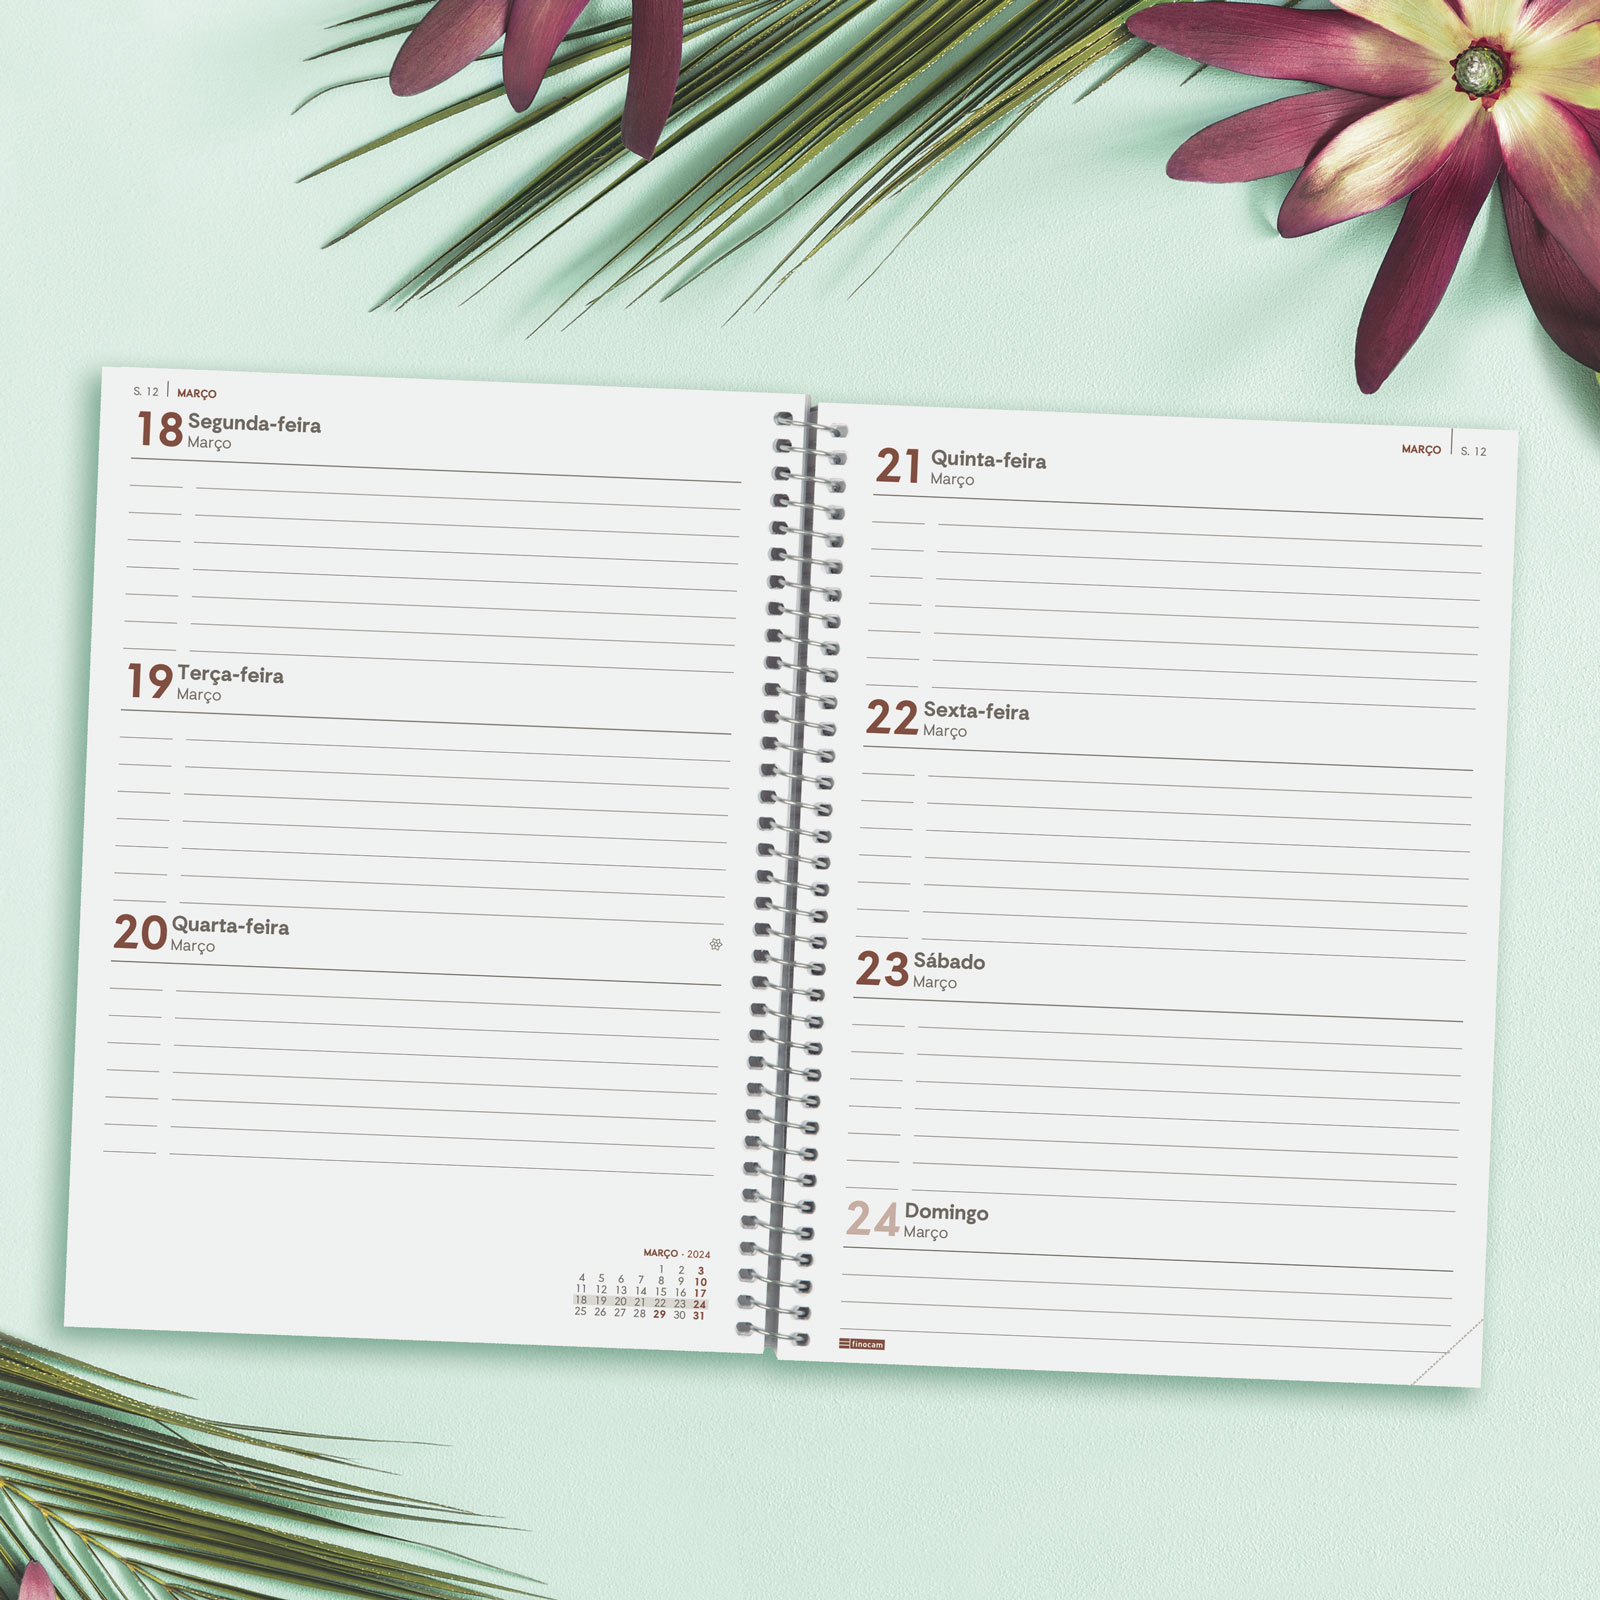 S. 12 | MARÇO
18 Segunda-feira
Março
19 Terça-feira
Março
20 Quarta-feira
Março
MARÇO · 2024
1 2 3
4 5 6 7 8 9 10
11 12 13 14 15 16 17
18 19 20 21 22 23 24
25 26 27 28 29 30 31
MARÇO | S. 12
21 Quinta-feira
Março
22 Sexta-feira
Março
23 Sábado
Março
24 Domingo
Março
finocam